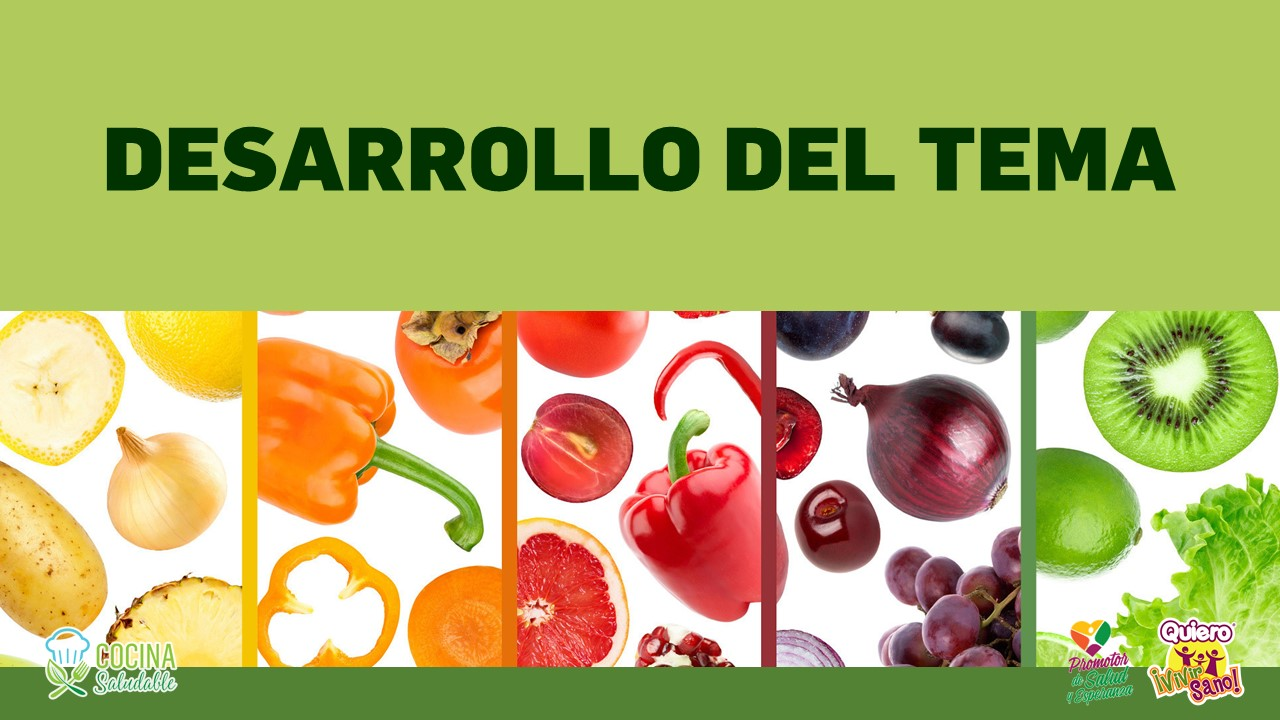 DESARROLLO DEL TEMA
COCINA
Saludable
Promotor
de Salud
y Esperanza
Quiero
¡Vivir
Sano!